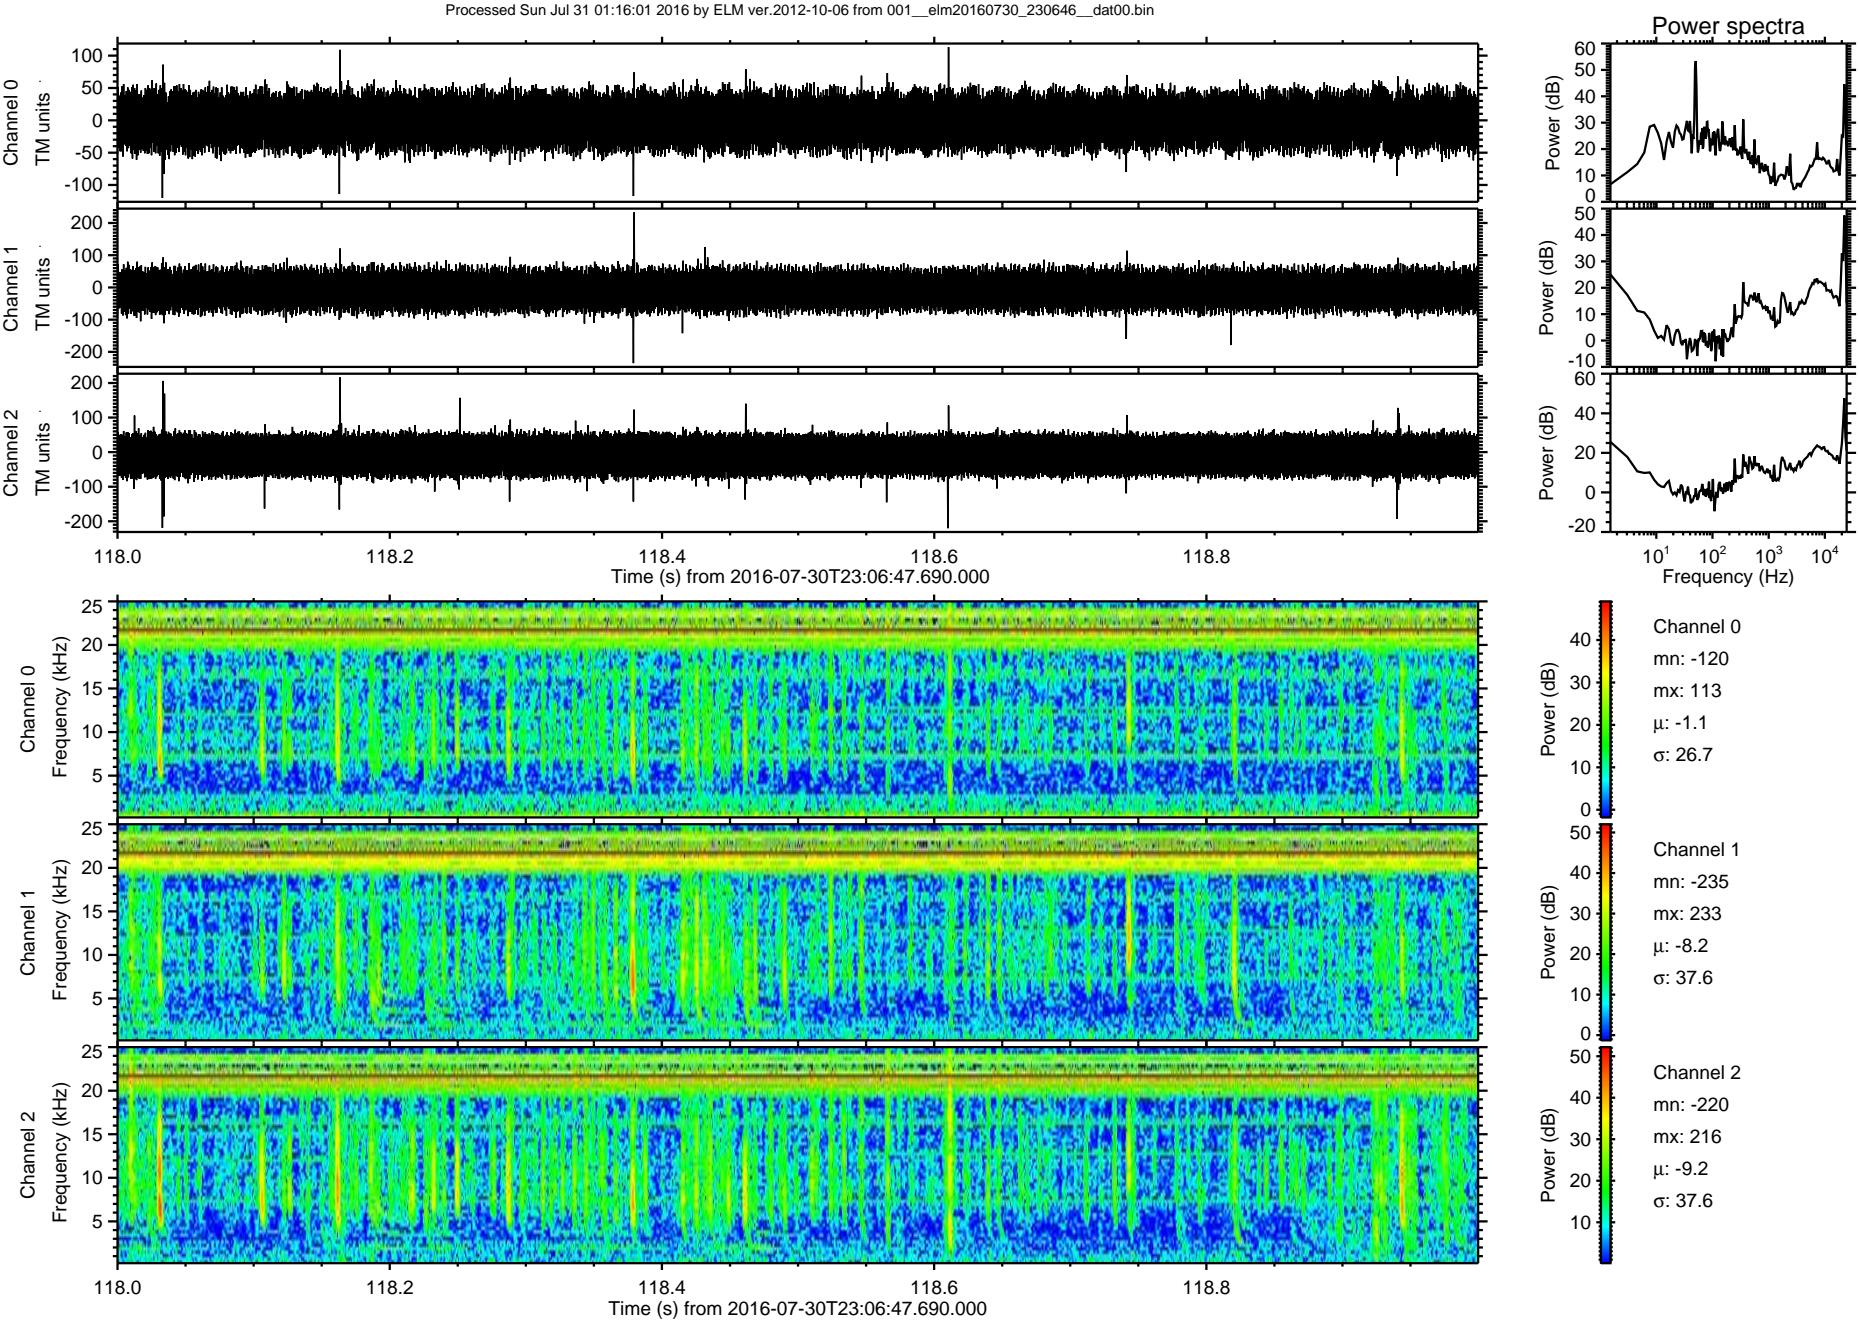 Processed Sun Jul 31 01:16:01 2016 by ELM ver.2012-10-06 from 001__elm20160730_230646__dat00.bin
Power spectra
Channel 0
TM units
100
50
0
-50
-100
Power (dB)
60
50
40
30
20
10
0
Channel 1
TM units
200
100
0
-100
-200
Power (dB)
50
40
30
20
10
0
-10
Channel 2
TM units
200
100
0
-100
-200
Power (dB)
60
40
20
0
-20
118.0 118.2 118.4 118.6 118.8
Time (s) from 2016-07-30T23:06:47.690.000
10^1 10^2 10^3 10^4
Frequency (Hz)
Channel 0
Frequency (kHz)
25
20
15
10
5
Power (dB)
40
30
20
10
0
Channel 0
mn: -120
mx: 113
μ: -1.1
σ: 26.7
Channel 1
Frequency (kHz)
25
20
15
10
5
Power (dB)
50
40
30
20
10
0
Channel 1
mn: -235
mx: 233
μ: -8.2
σ: 37.6
Channel 2
Frequency (kHz)
25
20
15
10
5
Power (dB)
50
40
30
20
10
Channel 2
mn: -220
mx: 216
μ: -9.2
σ: 37.6
118.0 118.2 118.4 118.6 118.8
Time (s) from 2016-07-30T23:06:47.690.000